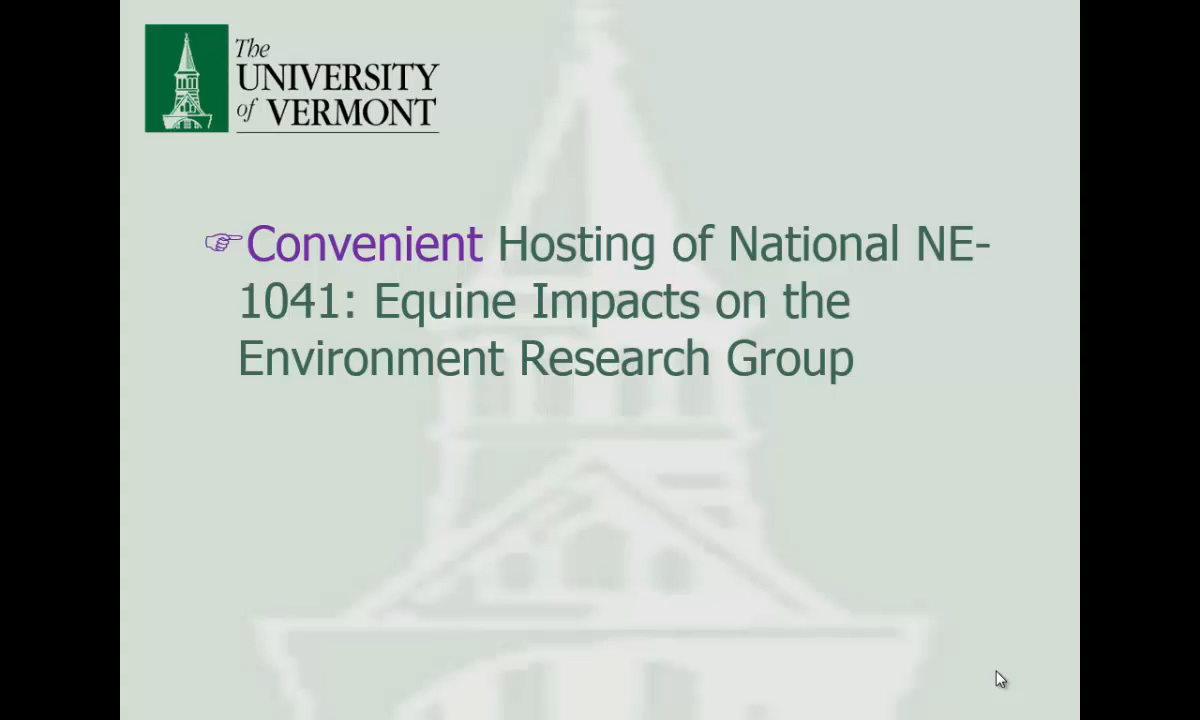 The
UNIVERSITY
of VERMONT
Convenient Hosting of National NE-
1041: Equine Impacts on the
Environment Research Group